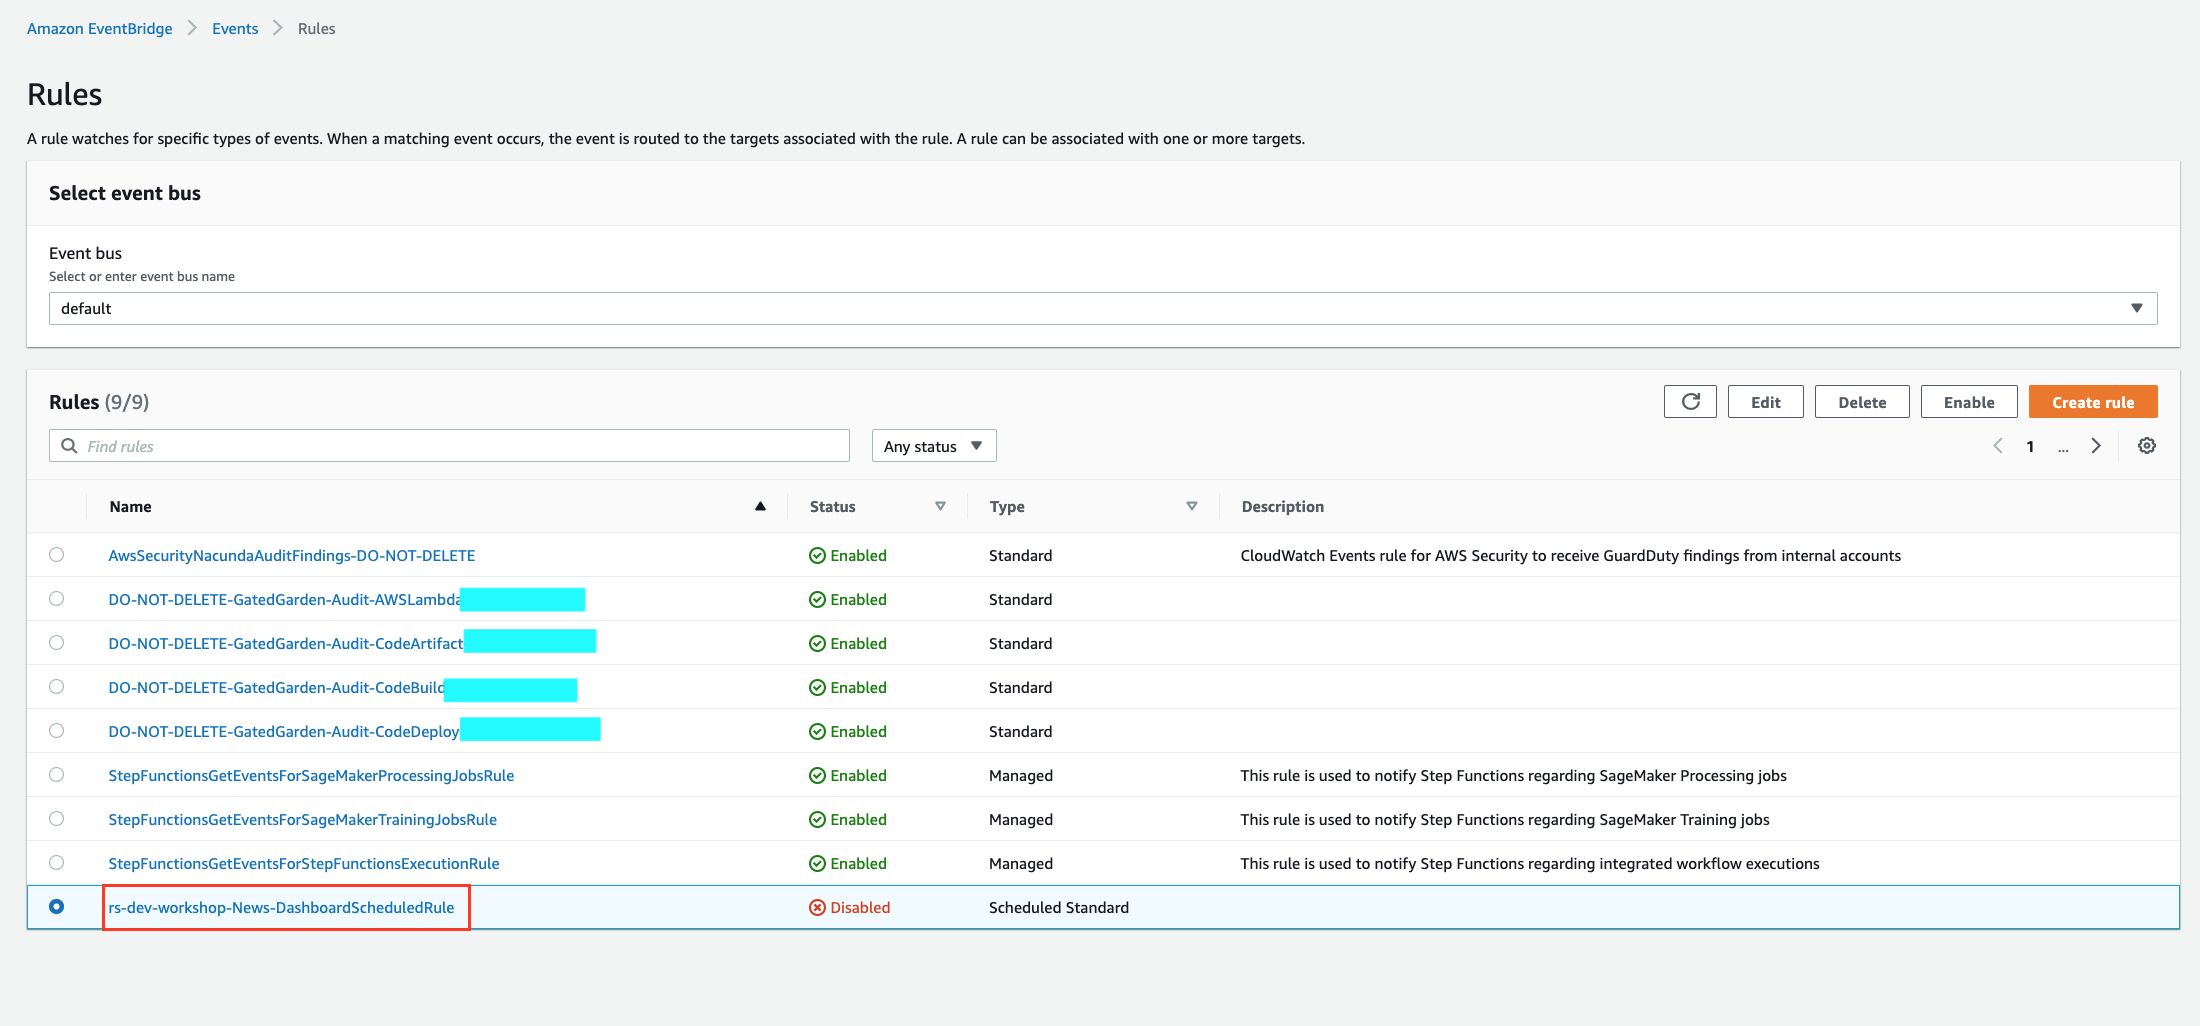 Amazon EventBridge > Events > Rules
Rules
A rule watches for specific types of events. When a matching event occurs, the event is routed to the targets associated with the rule. A rule can be associated with one or more targets.
Select event bus
Event bus
Select or enter event bus name
default
Rules (9/9) Edit Delete Enable Create rule
Find rules Any status 1 ...
Name Status Type Description
AwsSecurityNacundaAuditFindings-DO-NOT-DELETE Enabled Standard CloudWatch Events rule for AWS Security to receive GuardDuty findings from internal accounts
DO-NOT-DELETE-GatedGarden-Audit-AWSLambda Enabled Standard
DO-NOT-DELETE-GatedGarden-Audit-CodeArtifact Enabled Standard
DO-NOT-DELETE-GatedGarden-Audit-CodeBuild Enabled Standard
DO-NOT-DELETE-GatedGarden-Audit-CodeDeploy Enabled Standard
StepFunctionsGetEventsForSageMakerProcessingJobsRule Enabled Managed This rule is used to notify Step Functions regarding SageMaker Processing jobs
StepFunctionsGetEventsForSageMakerTrainingJobsRule Enabled Managed This rule is used to notify Step Functions regarding SageMaker Training jobs
StepFunctionsGetEventsForStepFunctionsExecutionRule Enabled Managed This rule is used to notify Step Functions regarding integrated workflow executions
rs-dev-workshop-News-DashboardScheduledRule Disabled Scheduled Standard